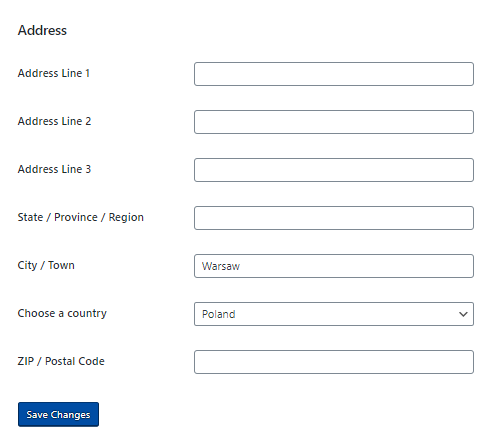 Address
Address Line 1
Address Line 2
Address Line 3
State / Province / Region
City / Town
Warsaw
Choose a country
Poland
ZIP / Postal Code
Save Changes